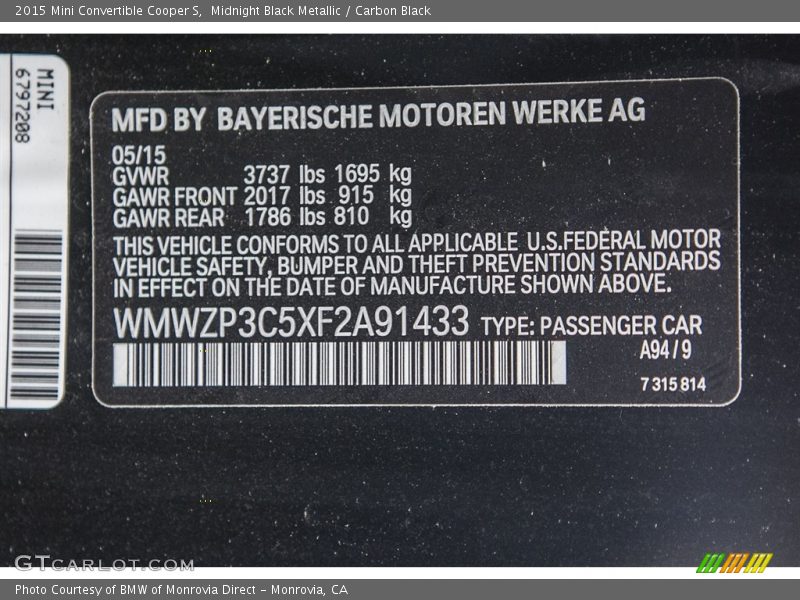 2015 Mini Convertible Cooper S,  Midnight Black Metallic / Carbon Black
MINI
6797208
MFD BY BAYERISCHE MOTOREN WERKE AG
05/15
GVWR 3737 lbs 1695 kg
GAWR FRONT 2017 lbs 915 kg
GAWR REAR 1786 lbs 810 kg
THIS VEHICLE CONFORMS TO ALL APPLICABLE U.S.FEDERAL MOTOR
VEHICLE SAFETY, BUMPER AND THEFT PREVENTION STANDARDS
IN EFFECT ON THE DATE OF MANUFACTURE SHOWN ABOVE.
WMWZP3C5XF2A91433 TYPE: PASSENGER CAR
A94/9
7 315 814
GTCARLOT.COM
Photo Courtesy of BMW of Monrovia Direct - Monrovia, CA